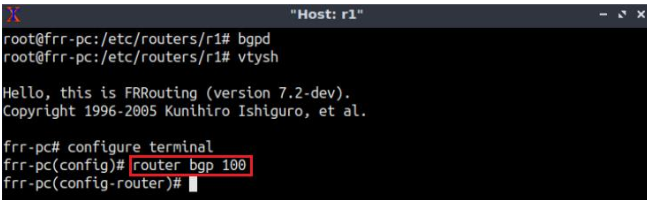 "Host: r1"
root@frr-pc:/etc/routers/r1# bgpd
root@frr-pc:/etc/routers/r1# vtysh
Hello, this is FRRouting (version 7.2-dev).
Copyright 1996-2005 Kunihiro Ishiguro, et al.
frr-pc# configure terminal
frr-pc(config)# router bgp 100
frr-pc(config-router)#